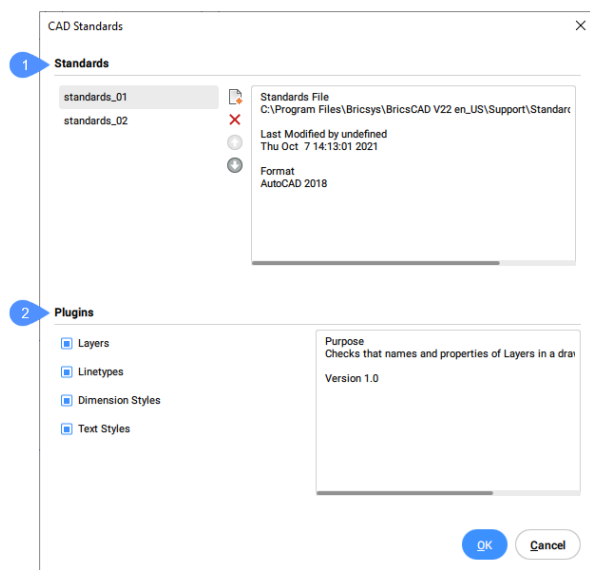 CAD Standards
1
Standards
standards_01
standards_02
Standards File
C:\Program Files\Bricsys\BricsCAD V22 en_US\Support\Standard
Last Modified by undefined
Thu Oct 7 14:13:01 2021
Format
AutoCAD 2018
2
Plugins
Layers
Linetypes
Dimension Styles
Text Styles
Purpose
Checks that names and properties of Layers in a
Version 1.0
OK
Cancel